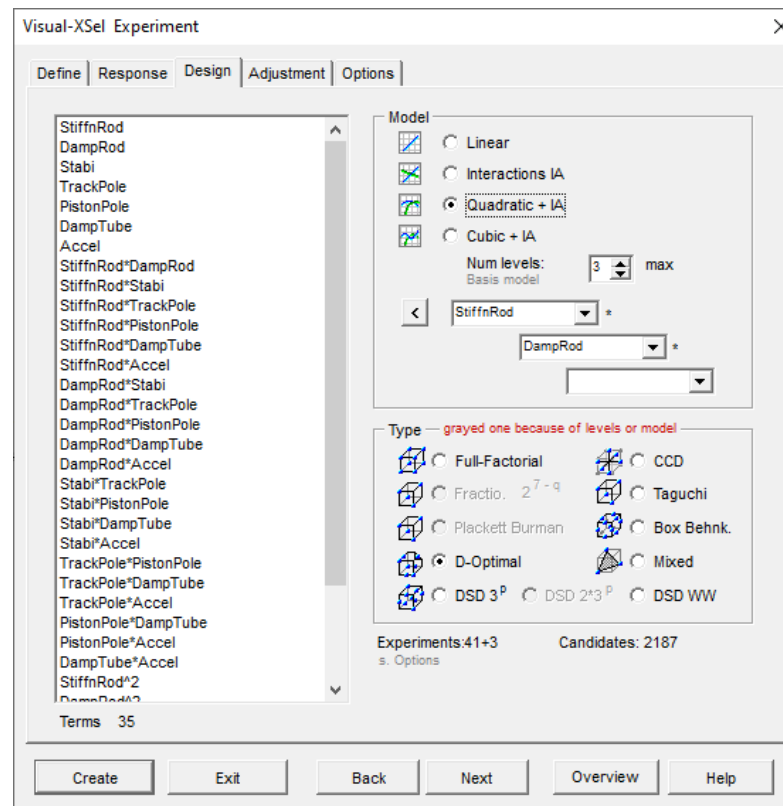 Visual-XSel Experiment
Define Response Design Adjustment Options
StiffnRod
DampRod
Stabi
TrackPole
PistonPole
DampTube
Accel
StiffnRod*DampRod
StiffnRod*Stabi
StiffnRod*TrackPole
StiffnRod*PistonPole
StiffnRod*DampTube
StiffnRod*Accel
DampRod*Stabi
DampRod*TrackPole
DampRod*PistonPole
DampRod*DampTube
DampRod*Accel
Stabi*TrackPole
Stabi*PistonPole
Stabi*DampTube
Stabi*Accel
TrackPole*PistonPole
TrackPole*DampTube
TrackPole*Accel
PistonPole*DampTube
PistonPole*Accel
DampTube*Accel
StiffnRod^2
DampRod^2
Terms 35
Model
Linear
Interactions IA
Quadratic + IA
Cubic + IA
Num levels: 3 max
Basis model
< StiffnRod *
DampRod *
Type grayed one because of levels or model
Full-Factorial CCD
Fractio. 2^7-q Taguchi
Plackett Burman Box Behnk.
D-Optimal Mixed
DSD 3^p DSD 2*3^p DSD WW
Experiments:41+3 Candidates: 2187
s. Options
Create Exit Back Next Overview Help